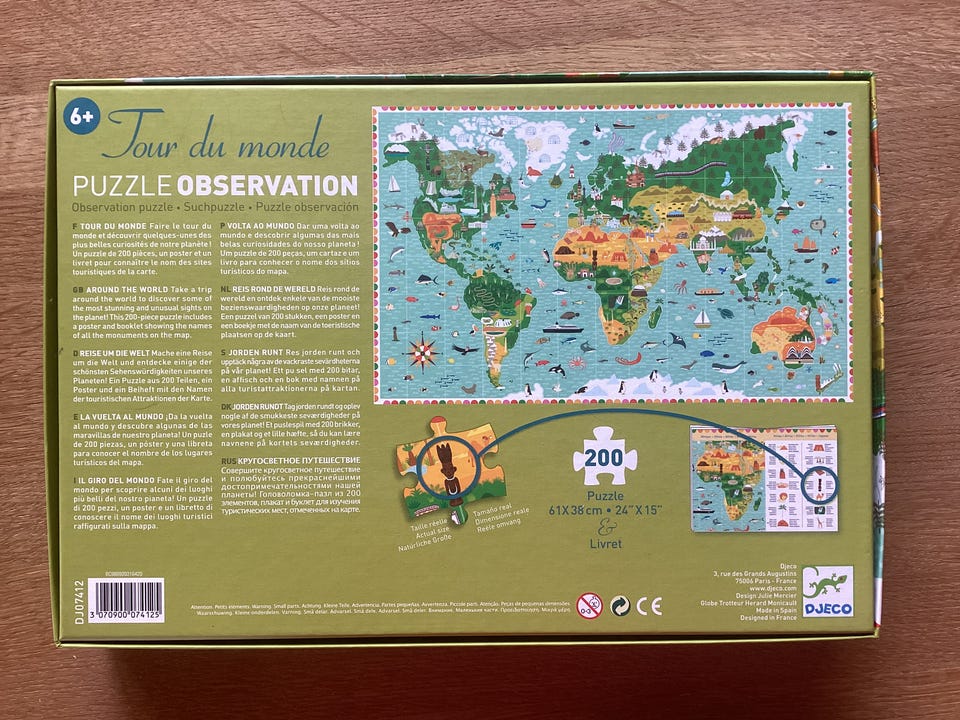 6+
Tour du monde
PUZZLE OBSERVATION
Observation puzzle • Suchpuzzle • Puzzle observación
F TOUR DU MONDE Faire le tour du
monde et découvrir quelques-unes des
plus belles curiosités de notre planète !
Un puzzle de 200 pièces, un poster et un
livret pour connaître le nom des sites
touristiques de la carte.
GB AROUND THE WORLD Take a trip
around the world to discover some of
the most stunning and unusual sights on
the planet! This 200-piece puzzle includes
a poster and booklet showing the names
of all the monuments on the map.
D REISE UM DIE WELT Mache eine Reise
um die Welt und entdecke einige der
schönsten Sehenswürdigkeiten unseres
Planeten! Ein Puzzle aus 200 Teilen, ein
Poster und ein Beiheft mit den Namen
der touristischen Attraktionen der Karte.
E LA VUELTA AL MUNDO ¡Da la vuelta
al mundo y descubre algunas de las
maravillas de nuestro planeta! Un puzle
de 200 piezas, un póster y una libreta
para conocer el nombre de los lugares
turísticos del mapa.
I IL GIRO DEL MONDO Fate il giro del
mondo per scoprire alcuni dei luoghi
più belli del nostro pianeta! Un puzzle
di 200 pezzi, un poster e un libretto di
conoscere il nome dei luoghi turistici
raffigurati sulla mappa.
P VOLTA AO MUNDO Dar uma volta ao
mundo e descobrir algumas das mais
belas curiosidades do nosso planeta !
Um puzzle de 200 peças, um cartaz e um
livro para conhecer o nome dos sítios
turísticos do mapa.
NL REIS ROND DE WERELD Reis rond de
wereld en ontdek enkele van de mooiste
bezienswaardigheden op onze planeet!
Een puzzel van 200 stukken, een poster en
een boekje met de naam van de toeristische
plaatsen op de kaart.
S JORDEN RUNT Res jorden runt och
upptäck några av de vackraste sevärdheterna
på vår planet! Ett pu sel med 200 bitar,
en affisch och en bok med namnen på
alla turistattraktionerna på kartan.
DK JORDEN RUNDT Tag jorden rundt og oplev
nogle af de smukkeste seværdigheder på
vores planet! Et puslespil med 200 brikker,
en plakat og et lille hæfte, så du kan lære
navnene på kortets seværdigheder.
RUS КРУГОСВЕТНОЕ ПУТЕШЕСТВИЕ
Совершите кругосветное путешествие
и полюбуйтесь прекраснейшими
достопримечательностями нашей
планеты! Головоломка-пазл из 200
элементов, плакат и буклет для изучения
туристических мест, отмеченных на карте.
Taille réelle
Actual size
Natürliche Große
Tamaño real
Dimensione reale
Reële omvang
200
Puzzle
61 X 38 cm • 24" X 15"
&
Livret
DJ07412
3 070900 074125
0-3
CE
Djeco
3, rue des Grands Augustins
75006 Paris - France
www.djeco.com
Design Julie Mercier
Globe Trotteur Herard Monicault
Made in Spain
Designed in France
DJECO